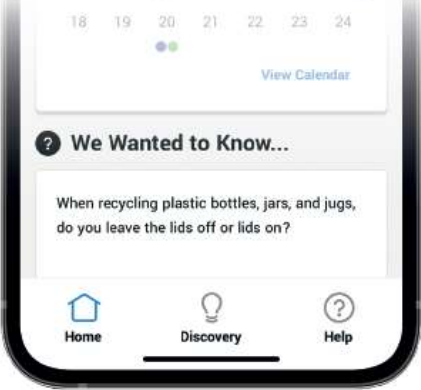 18 19 20 21 22 23 24
View Calendar
? We Wanted to Know...
When recycling plastic bottles, jars, and jugs,
do you leave the lids off or lids on?
? 
Home Discovery Help